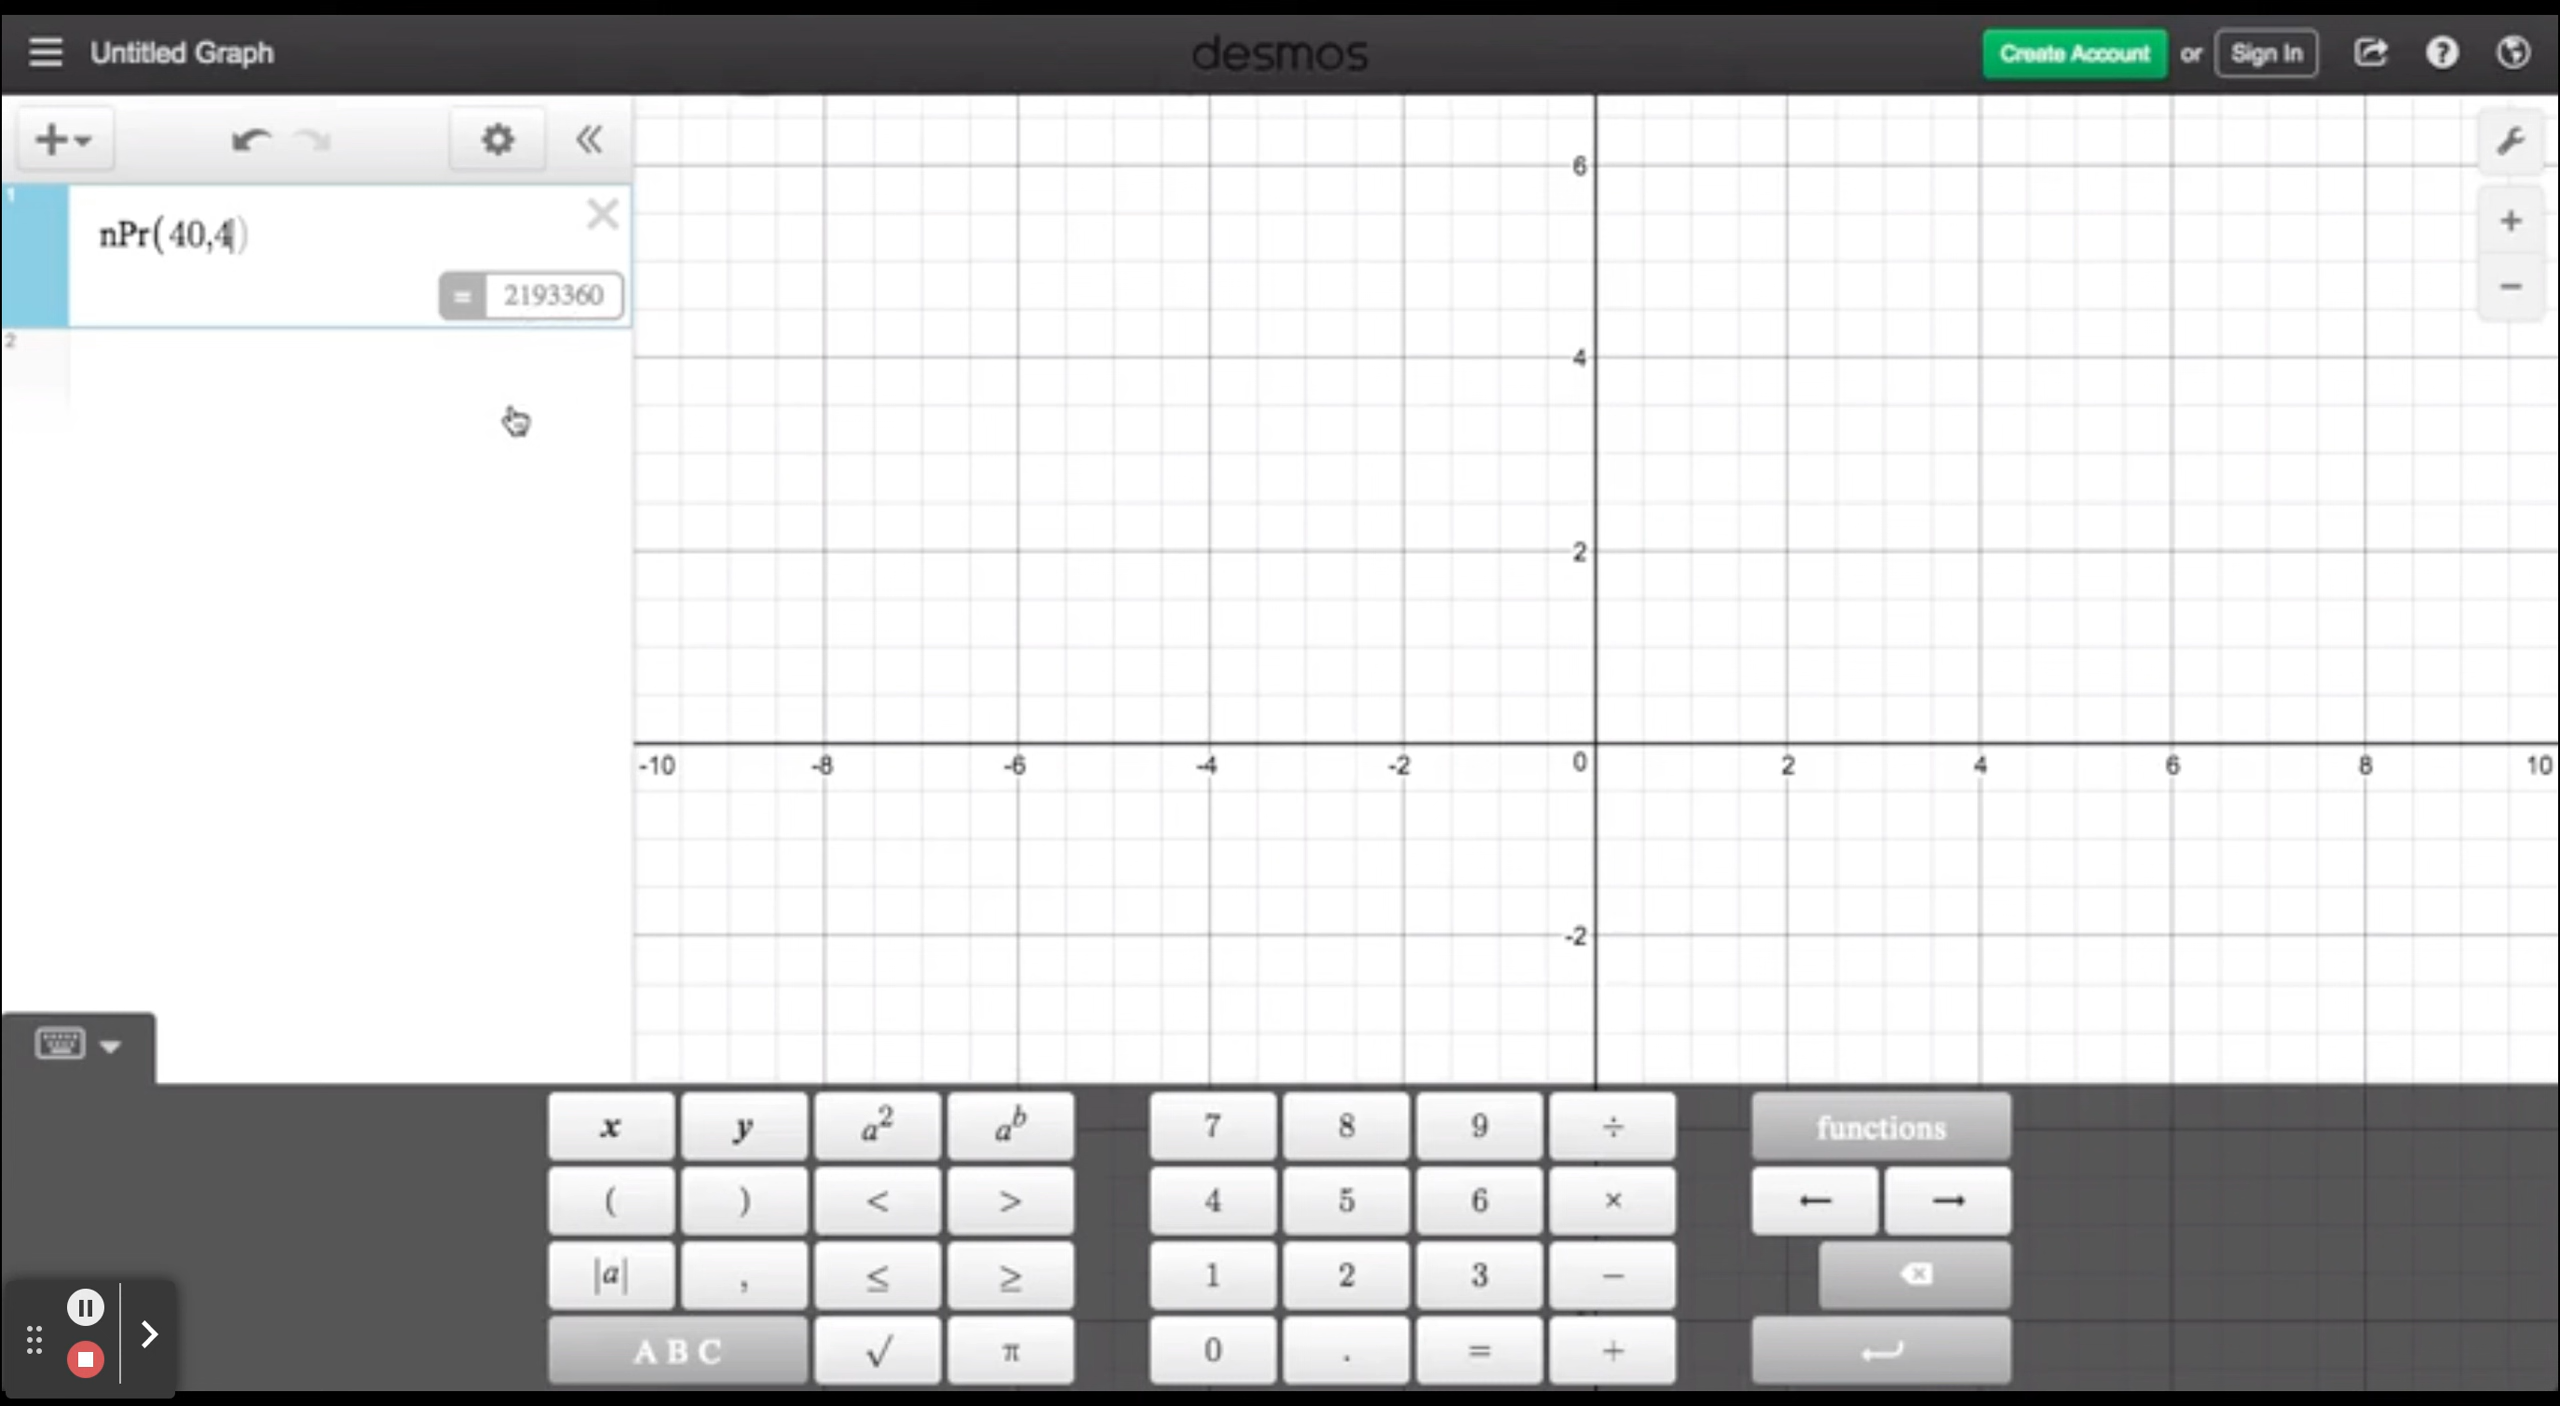 Untitled Graph
desmos
Create Account or Sign In
1
nPr(40,4)
= 2193360
2
6
4
2
-10 -8 -6 -4 -2 0 2 4 6 8 10
-2
x y a² aᵇ 7 8 9 ÷ functions
( ) < > 4 5 6 × ← →
|a| , ≤ ≥ 1 2 3 −
A B C √ π 0 . = +